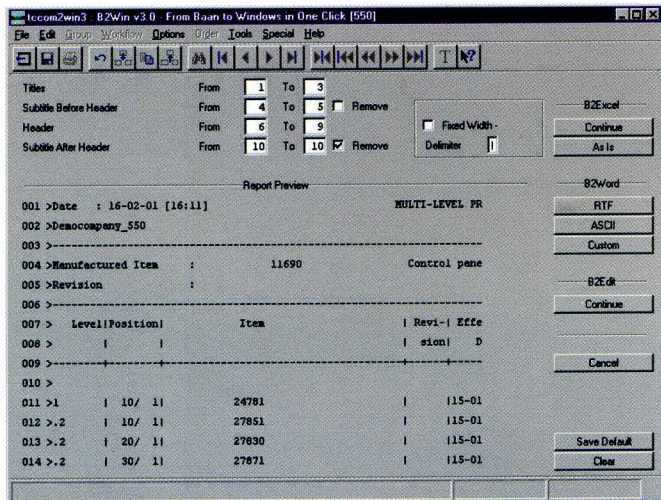 tccom2win3 : B2Win v3.0 - From Baan to Windows in One Click [550]
File Edit Group Workflow Options Order Tools Special Help
T
Titles From 1 To 3
Subtitle Before Header From 4 To 5 Remove
Header From 6 To 9
Subtitle After Header From 10 To 10 Remove
Fixed Width -
Delimiter |
B2Excel
Continue
As Is
B2Word
RTF
ASCII
Custom
B2Edit
Continue
Cancel
Save Default
Clear
Report Preview
001 >Date : 16-02-01 [16:11] MULTI-LEVEL PR
002 >Democompany_550
003 >--------------------------------------------------------------
004 >Manufactured Item : 11690 Control pane
005 >Revision :
006 >--------------------------------------------------------------
007 > Level|Position| Item | Revi-| Effe
008 > | | | sion| D
009 >------+--------+----------------------------------+------+-----
010 >
011 >1 | 10/ 1| 24781 | |15-01
012 >.2 | 10/ 1| 27851 | |15-01
013 >.2 | 20/ 1| 27830 | |15-01
014 >.2 | 30/ 1| 27871 | |15-01